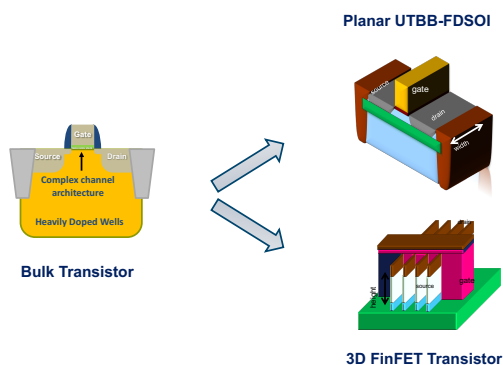 Planar UTBB-FDSOI
source
gate
drain
width
Gate
Source
Drain
Complex channel
architecture
Heavily Doped Wells
Bulk Transistor
drain
source
gate
height
3D FinFET Transistor